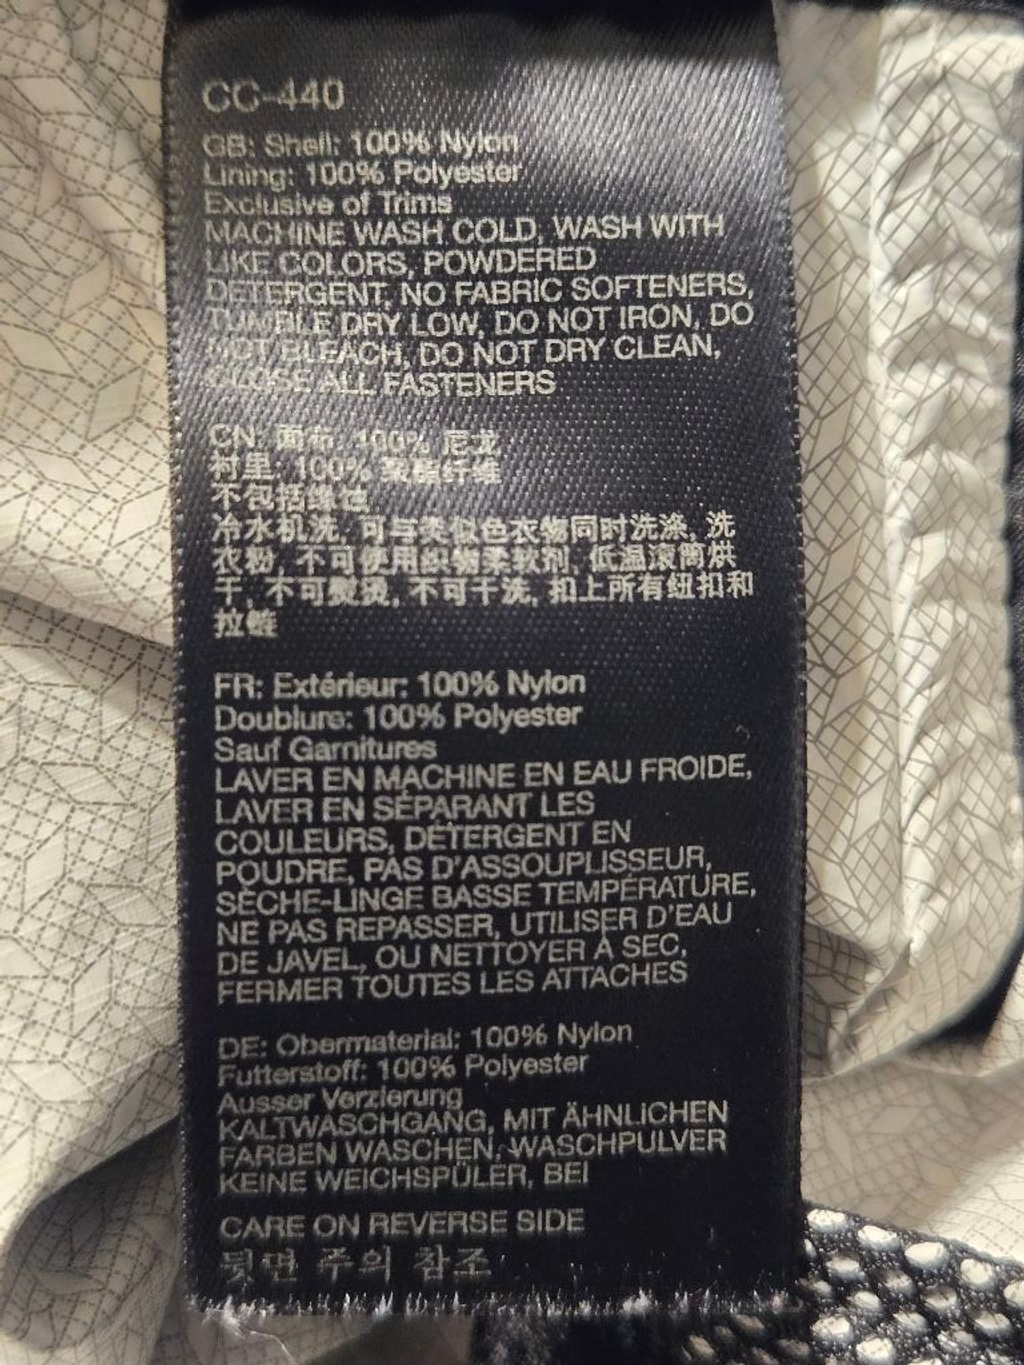 CC-440
GB: Shell: 100% Nylon
Lining: 100% Polyester
Exclusive of Trims
MACHINE WASH COLD, WASH WITH
LIKE COLORS, POWDERED
DETERGENT, NO FABRIC SOFTENERS,
TUMBLE DRY LOW, DO NOT IRON, DO
NOT BLEACH, DO NOT DRY CLEAN,
CLOSE ALL FASTENERS
CN: 面布: 100% 尼龙
衬里: 100% 聚酯纤维
不包括
冷水机洗, 可与类似色衣物同时洗涤, 洗
衣粉, 不可使用织物柔软剂, 低温滚筒烘
干, 不可熨烫, 不可干洗, 扣上所有纽扣和
拉链
FR: Extérieur: 100% Nylon
Doublure: 100% Polyester
Sauf Garnitures
LAVER EN MACHINE EN EAU FROIDE,
LAVER EN SÉPARANT LES
COULEURS, DÉTERGENT EN
POUDRE, PAS D'ASSOUPLISSEUR,
SÈCHE-LINGE BASSE TEMPÉRATURE,
NE PAS REPASSER, UTILISER D'EAU
DE JAVEL, OU NETTOYER À SEC,
FERMER TOUTES LES ATTACHES
DE: Obermaterial: 100% Nylon
Futterstoff: 100% Polyester
Ausser Verzierung
KALTWASCHGANG, MIT ÄHNLICHEN
FARBEN WASCHEN, WASCHPULVER
KEINE WEICHSPÜLER, BEI
CARE ON REVERSE SIDE
뒷면 주의 참조